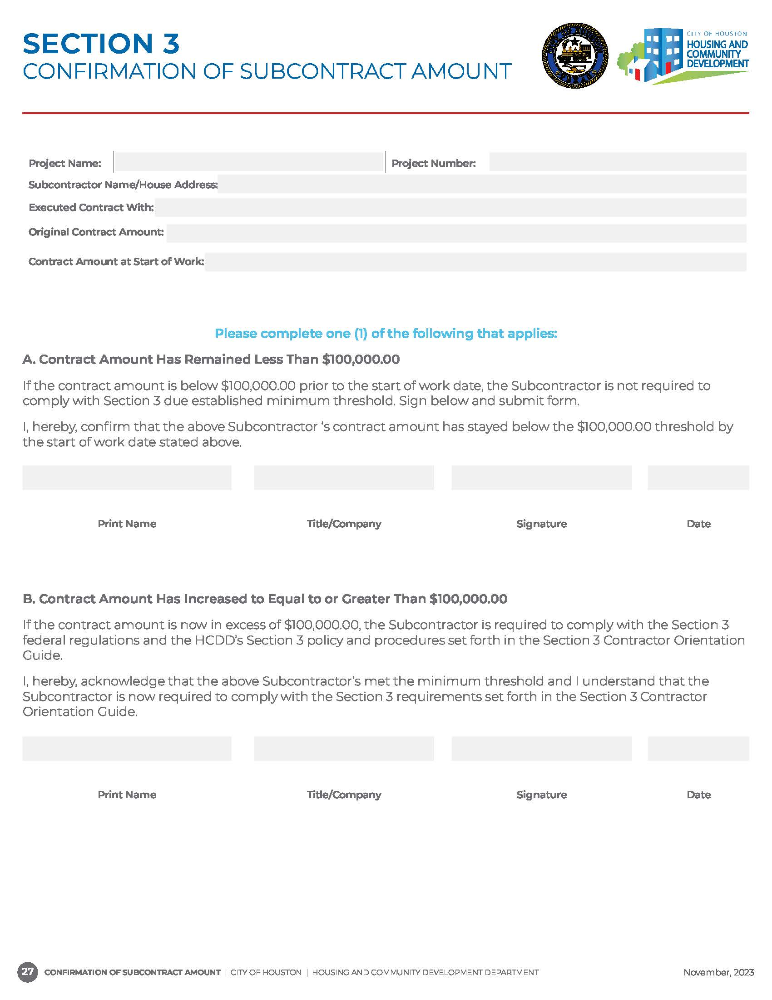 SECTION 3
CONFIRMATION OF SUBCONTRACT AMOUNT
CITY OF HOUSTON
HOUSING AND
COMMUNITY
DEVELOPMENT
Project Name:
Project Number:
Subcontractor Name/House Address:
Executed Contract With:
Original Contract Amount:
Contract Amount at Start of Work:
Please complete one (1) of the following that applies:
A. Contract Amount Has Remained Less Than $100,000.00
If the contract amount is below $100,000.00 prior to the start of work date, the Subcontractor is not required to
comply with Section 3 due established minimum threshold. Sign below and submit form.
I, hereby, confirm that the above Subcontractor ‘s contract amount has stayed below the $100,000.00 threshold by
the start of work date stated above.
Print Name
Title/Company
Signature
Date
B. Contract Amount Has Increased to Equal to or Greater Than $100,000.00
If the contract amount is now in excess of $100,000.00, the Subcontractor is required to comply with the Section 3
federal regulations and the HCDD’s Section 3 policy and procedures set forth in the Section 3 Contractor Orientation
Guide.
I, hereby, acknowledge that the above Subcontractor’s met the minimum threshold and I understand that the
Subcontractor is now required to comply with the Section 3 requirements set forth in the Section 3 Contractor
Orientation Guide.
Print Name
Title/Company
Signature
Date
27 CONFIRMATION OF SUBCONTRACT AMOUNT | CITY OF HOUSTON | HOUSING AND COMMUNITY DEVELOPMENT DEPARTMENT
November, 2023